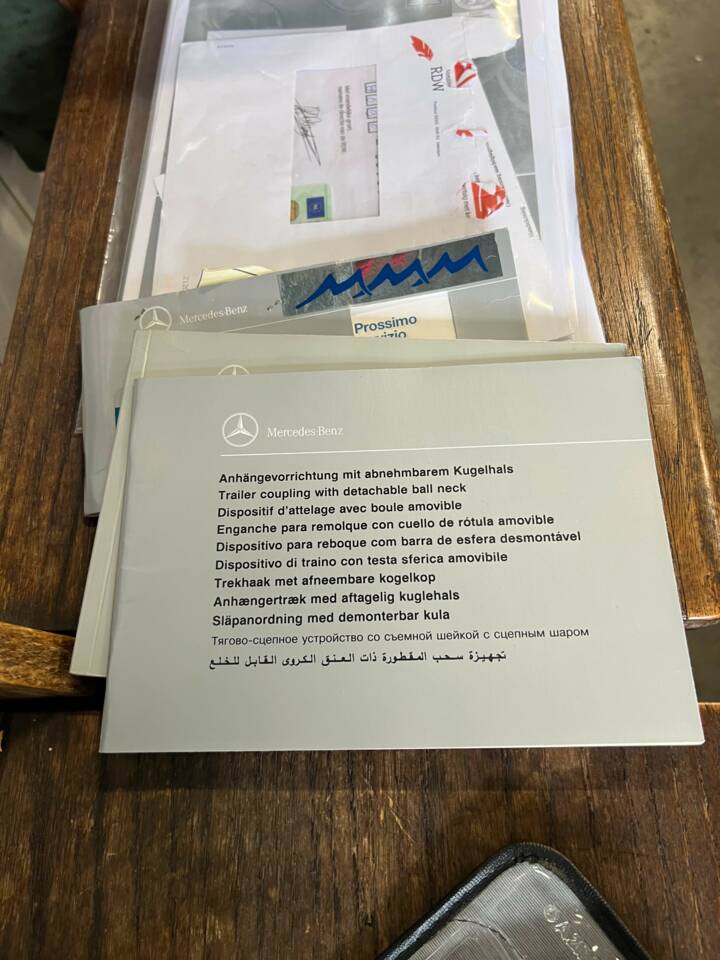 RDW
Met vriendelijke groet,
Mercedes-Benz
Prossimo
Mercedes-Benz
Anhängevorrichtung mit abnehmbarem Kugelhals
Trailer coupling with detachable ball neck
Dispositif d'attelage avec boule amovible
Enganche para remolque con cuello de rótula amovible
Dispositivo para reboque com barra de esfera desmontável
Dispositivo di traino con testa sferica amovibile
Trekhaak met afneembare kogelkop
Anhængertræk med aftagelig kuglehals
Släpanordning med demonterbar kula
Тягово-сцепное устройство со съемной шейкой с сцепным шаром
تجهيزة سحب المقطورة ذات العنق الكروى القابل للخلع